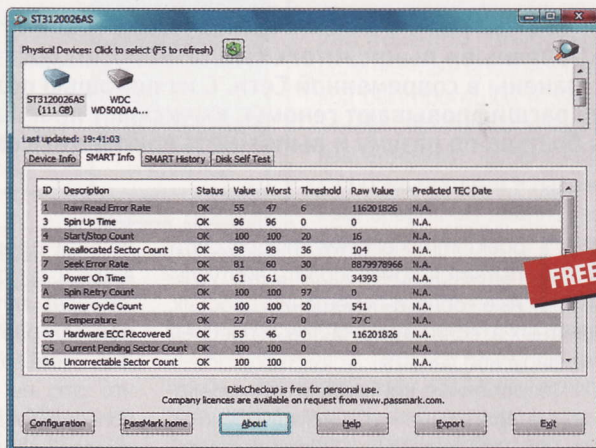 ST3120026AS
Physical Devices: Click to select (F5 to refresh)
ST3120026AS
(111 GB)
WDC
WD5000AA...
Last updated: 19:41:03
Device Info SMART Info SMART History Disk Self Test
ID Description Status Value Worst Threshold Raw Value Predicted TEC Date
1 Raw Read Error Rate OK 55 47 6 116201826 N.A.
3 Spin Up Time OK 96 96 0 0 N.A.
4 Start/Stop Count OK 100 100 20 16 N.A.
5 Reallocated Sector Count OK 98 98 36 104 N.A.
7 Seek Error Rate OK 81 60 30 8879978966 N.A.
9 Power On Time OK 61 61 0 34393 N.A.
A Spin Retry Count OK 100 100 97 0 N.A.
C Power Cycle Count OK 100 100 20 541 N.A.
C2 Temperature OK 27 67 0 27 C N.A.
C3 Hardware ECC Recovered OK 55 46 0 116201826 N.A.
C5 Current Pending Sector Count OK 100 100 0 0 N.A.
C6 Uncorrectable Sector Count OK 100 100 0 0 N.A.
FREE
DiskCheckup is free for personal use.
Company licences are available on request from www.passmark.com.
Configuration PassMark home About Help Export Exit